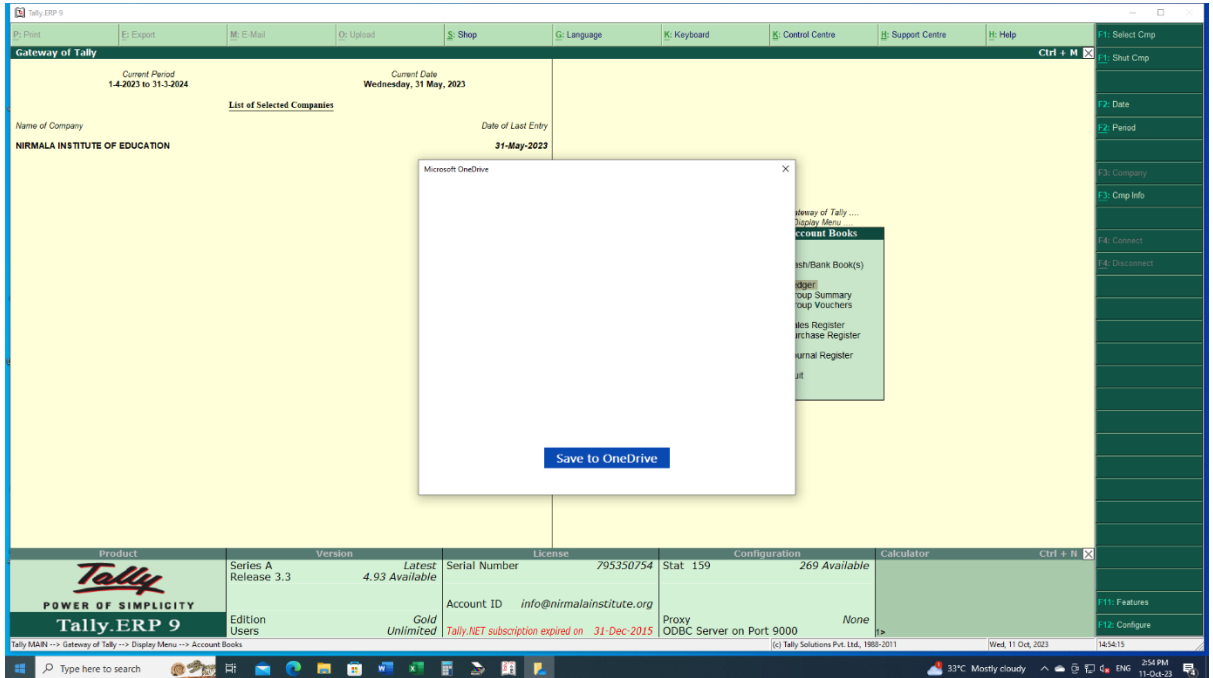 Tally.ERP 9
P: Print E: Export M: E-Mail O: Upload S: Shop G: Language K: Keyboard K: Control Centre H: Support Centre H: Help
F1: Select Cmp
Gateway of Tally Ctrl + M
F1: Shut Cmp
Current Period Current Date
1-4-2023 to 31-3-2024 Wednesday, 31 May, 2023
List of Selected Companies
F2: Date
Name of Company Date of Last Entry
F2: Period
NIRMALA INSTITUTE OF EDUCATION 31-May-2023
Microsoft OneDrive
F3: Company
F3: Cmp Info
ateway of Tally ....
Display Menu
ccount Books
F4: Connect
ash/Bank Book(s)
F4: Disconnect
edger
roup Summary
roup Vouchers
ales Register
urchase Register
ournal Register
uit
Save to OneDrive
Product Version License Configuration Calculator Ctrl + N
Tally
POWER OF SIMPLICITY
Tally.ERP 9
Series A Latest
Release 3.3 4.93 Available
Edition Gold
Users Unlimited
Serial Number 795350754
Account ID info@nirmalainstitute.org
Tally.NET subscription expired on 31-Dec-2015
Stat 159 269 Available
Proxy None
ODBC Server on Port 9000
1>
F11: Features
F12: Configure
Tally MAIN --> Gateway of Tally --> Display Menu --> Account Books (c) Tally Solutions Pvt. Ltd., 1988-2011 Wed, 11 Oct, 2023 14:54:15
Type here to search 33°C Mostly cloudy ENG 2:54 PM
11-Oct-23
4